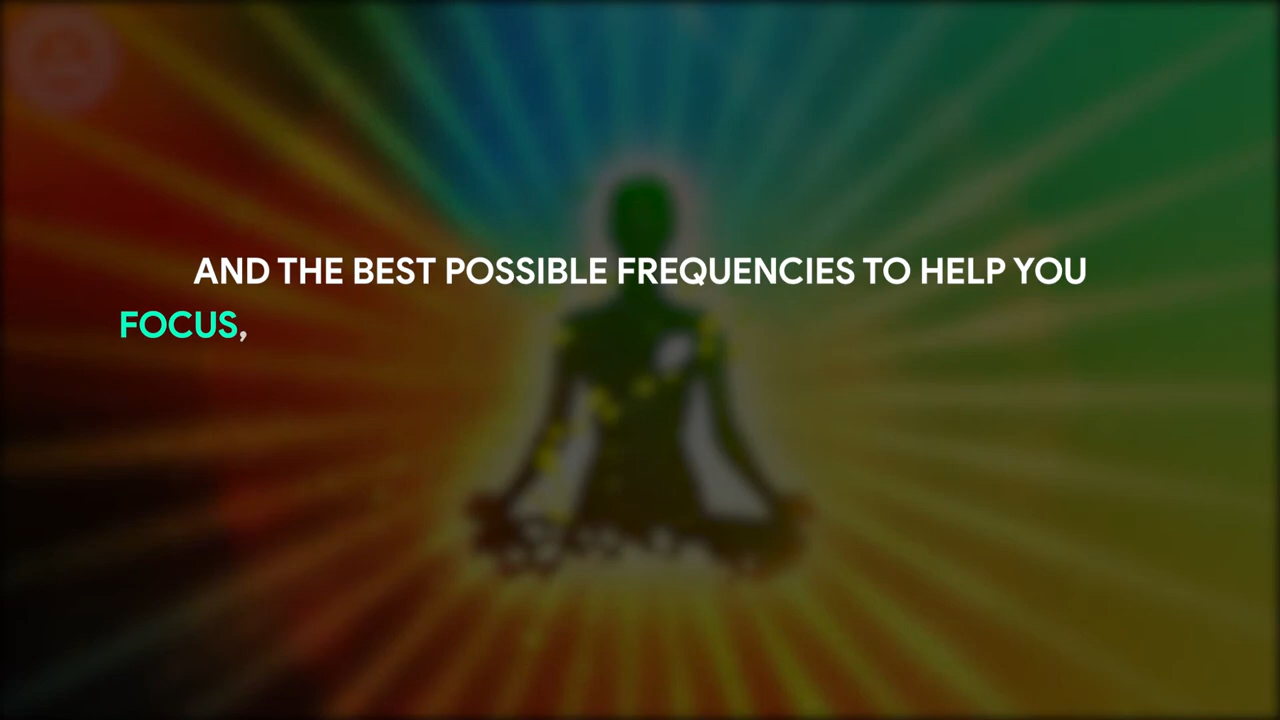 AND THE BEST POSSIBLE FREQUENCIES TO HELP YOU
FOCUS,